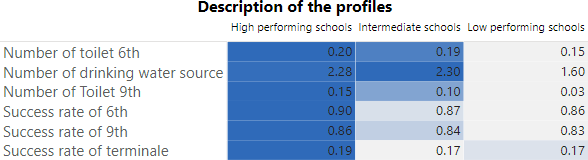 Description of the profiles
High performing schools Intermediate schools Low performing schools
Number of toilet 6th 0.20 0.19 0.15
Number of drinking water source 2.28 2.30 1.60
Number of Toilet 9th 0.15 0.10 0.03
Success rate of 6th 0.90 0.87 0.86
Success rate of 9th 0.86 0.84 0.83
Success rate of terminale 0.19 0.17 0.17